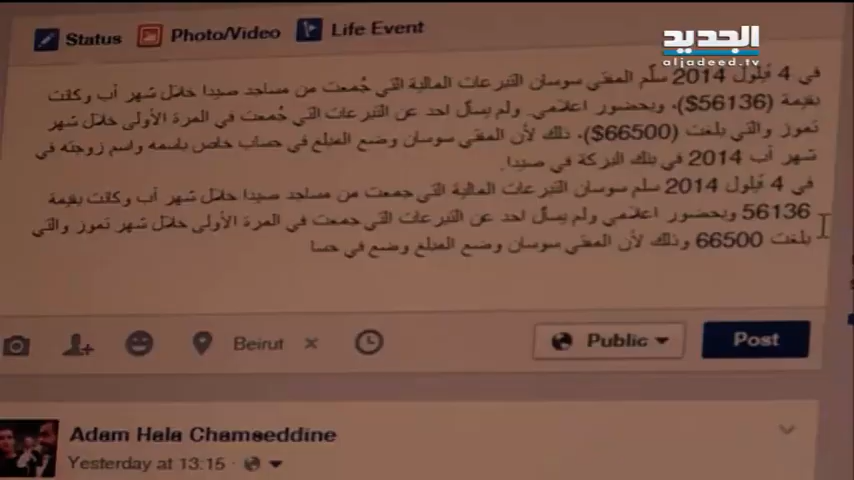 Status Photo/Video Life Event
الجديد
aljadeed.tv
في 4 أيلول 2014 سلّم المفتي سوسان التبرعات المالية التي جُمعت من مساجد صيدا خلال شهر آب وكانت
بقيمة (56136$)، وبحضور اعلامي. ولم يسأل احد عن التبرعات التي جُمعت في المرة الأولى خلال شهر
تموز والتي بلغت (66500$)، ذلك لأن المفتي سوسان وضع المبلغ في حساب خاص باسمه واسم زوجته في
شهر آب 2014 في بنك البركة في صيدا.
في 4 أيلول 2014 سلم سوسان التبرعات المالية التي جمعت من مساجد صيدا خلال شهر آب وكانت بقيمة
56136 وبحضور اعلامي ولم يسأل احد عن التبرعات التي جمعت في المرة الأولى خلال شهر تموز والتي
بلغت 66500 وذلك لأن المفتي سوسان وضع المبلغ وضع في حسا
Beirut ×
Public
Post
Adam Hala Chamseddine
Yesterday at 13:15